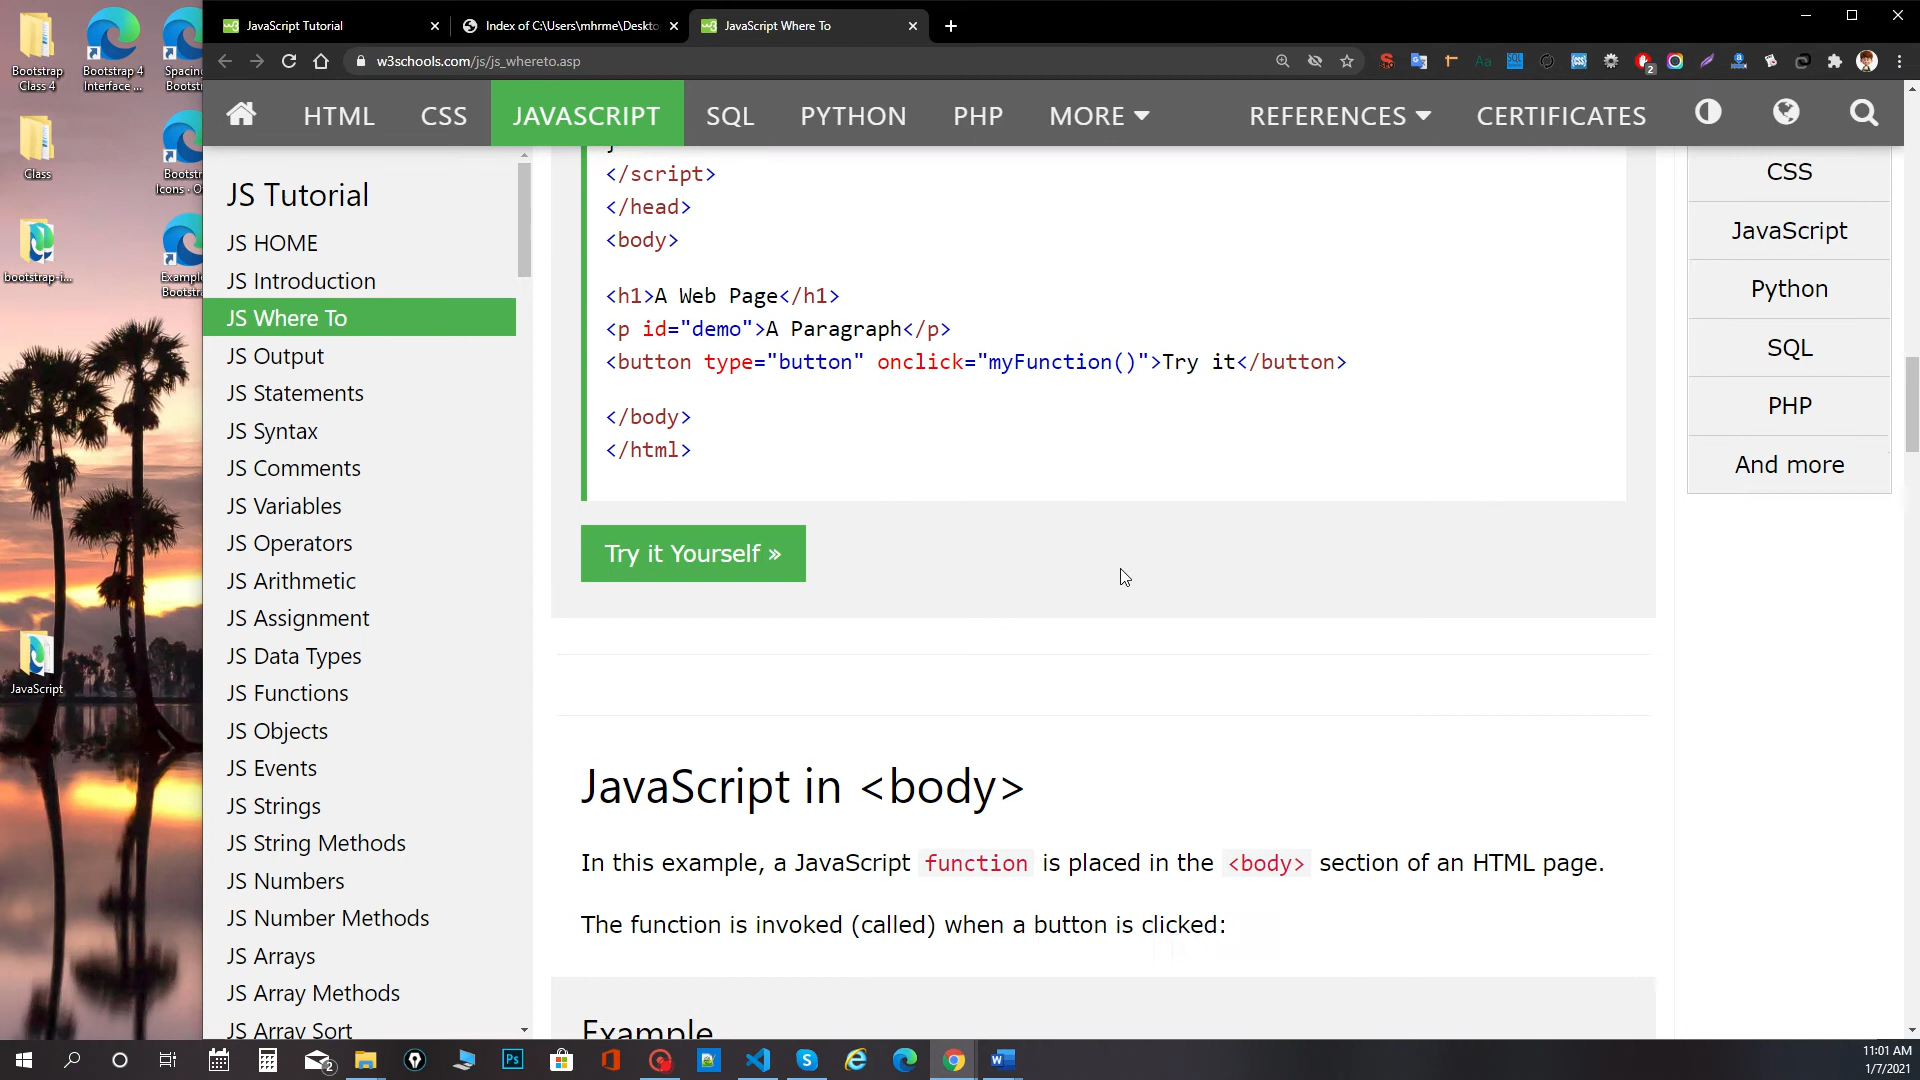 JavaScript Tutorial
Index of C:\Users\mhrme\Deskto
JavaScript Where To
w3schools.com/js/js_whereto.asp
HTML
CSS
JAVASCRIPT
SQL
PYTHON
PHP
MORE
REFERENCES
CERTIFICATES
Bootstrap
Class 4
Bootstrap 4
Interface ...
Spacin
Bootst
Class
Bootst
Icons · O
bootstrap-i...
Example
Bootstra
JavaScript
JS Tutorial
JS HOME
JS Introduction
JS Where To
JS Output
JS Statements
JS Syntax
JS Comments
JS Variables
JS Operators
JS Arithmetic
JS Assignment
JS Data Types
JS Functions
JS Objects
JS Events
JS Strings
JS String Methods
JS Numbers
JS Number Methods
JS Arrays
JS Array Methods
JS Array Sort
}
</script>
</head>
<body>
<h1>A Web Page</h1>
<p id="demo">A Paragraph</p>
<button type="button" onclick="myFunction()">Try it</button>
</body>
</html>
Try it Yourself »
JavaScript in <body>
In this example, a JavaScript function is placed in the <body> section of an HTML page.
The function is invoked (called) when a button is clicked:
Example
CSS
JavaScript
Python
SQL
PHP
And more
11:01 AM
1/7/2021